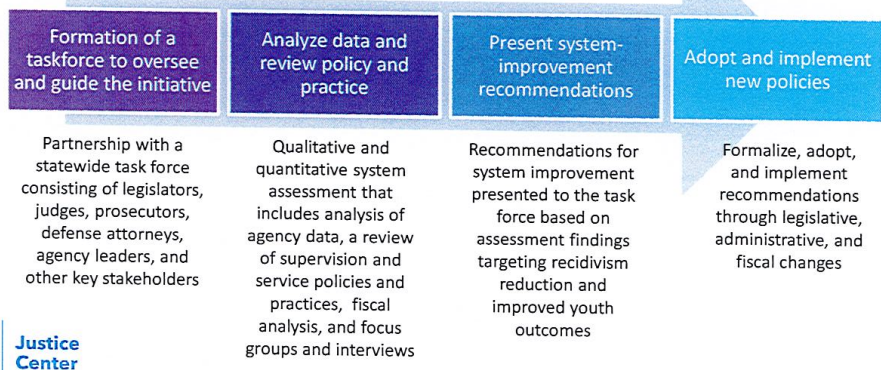 Formation of a
taskforce to oversee
and guide the initiative
Partnership with a
statewide task force
consisting of legislators,
judges, prosecutors,
defense attorneys,
agency leaders, and
other key stakeholders
Analyze data and
review policy and
practice
Qualitative and
quantitative system
assessment that
includes analysis of
agency data, a review
of supervision and
service policies and
practices, fiscal
analysis, and focus
groups and interviews
Present system-
improvement
recommendations
Recommendations for
system improvement
presented to the task
force based on
assessment findings
targeting recidivism
reduction and
improved youth
outcomes
Adopt and implement
new policies
Formalize, adopt,
and implement
recommendations
through legislative,
administrative, and
fiscal changes
Justice
Center